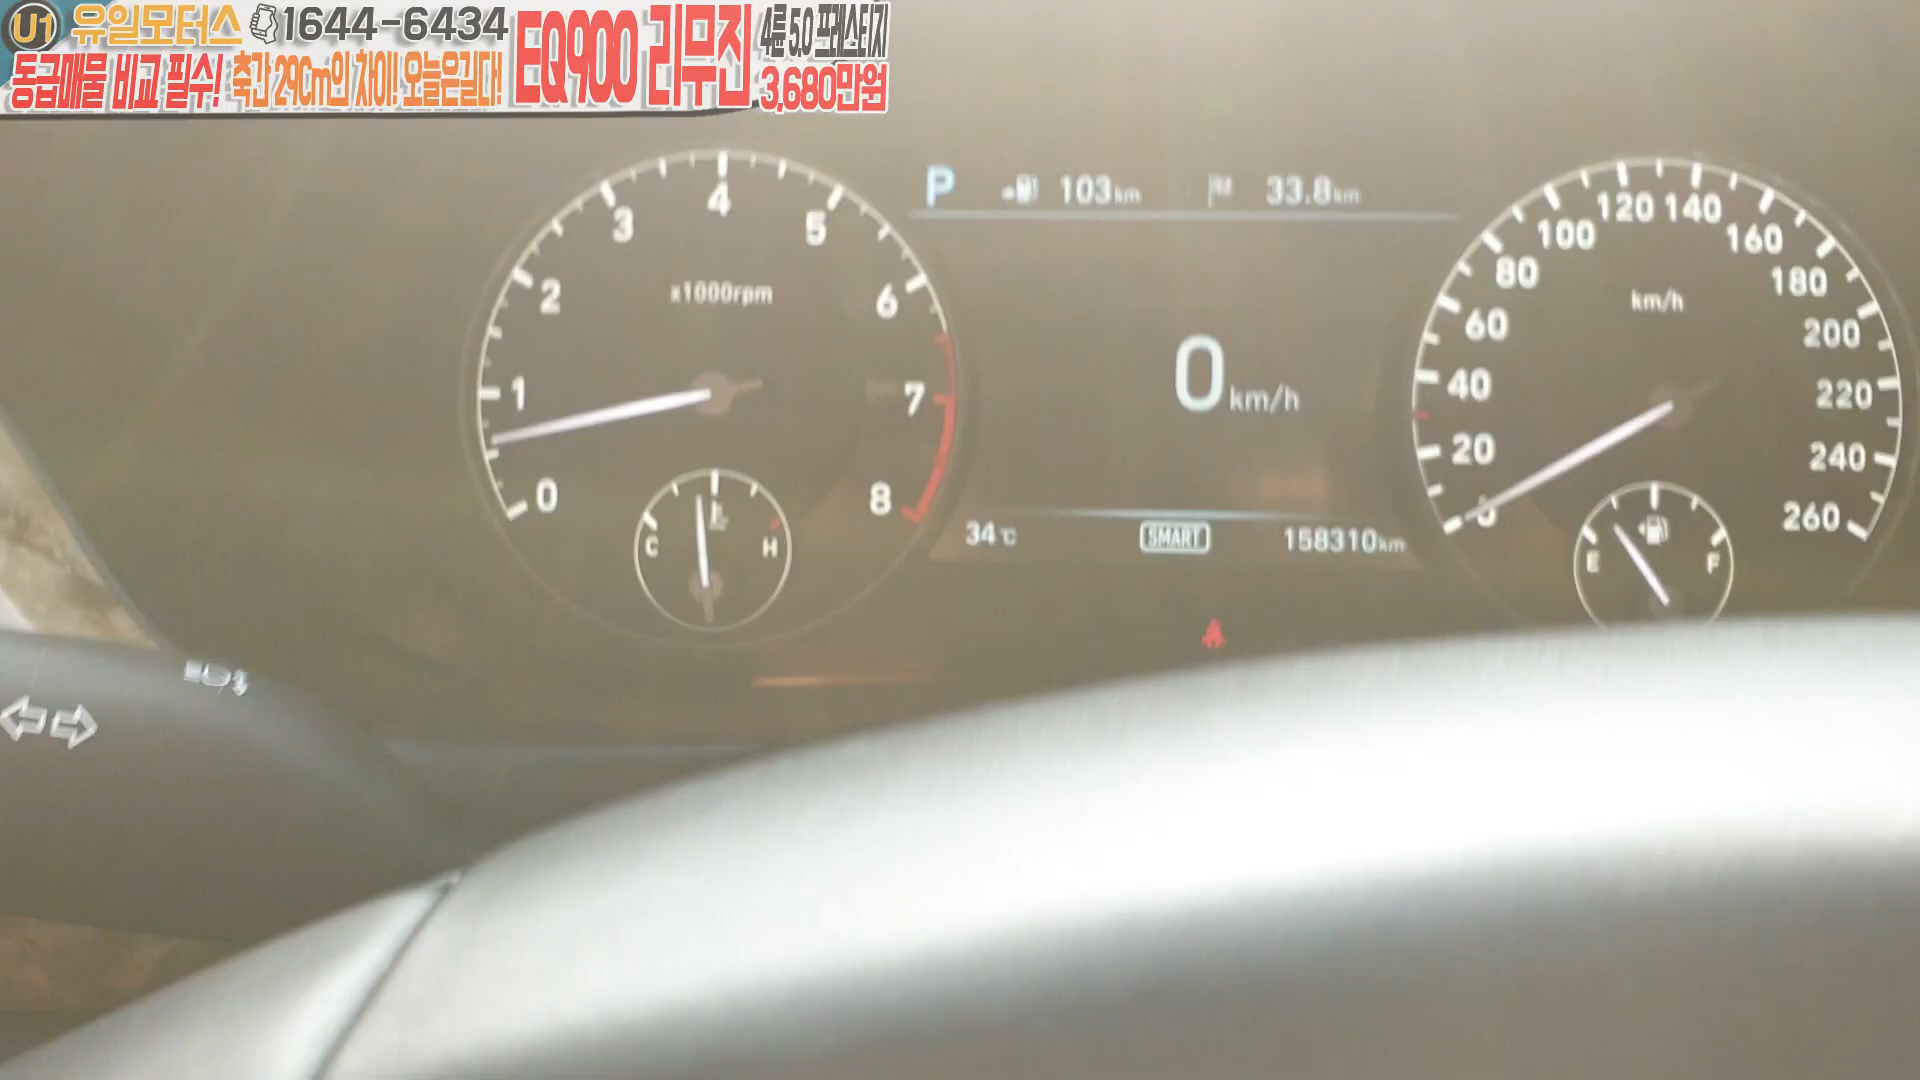 U1 유일모터스 1644-6434
동급매물 비교 필수! 축간 29Cm의 차이! 오늘은길다!
EQ900 리무진
4륜 5.0 프레스티지
3,680만원
P 103km 33.8km
0 1 2 3 4 5 6 7 8
x1000rpm
C H
0km/h
34℃ SMART 158310km
0 20 40 60 80 100 120 140 160 180 200 220 240 260
km/h
E F